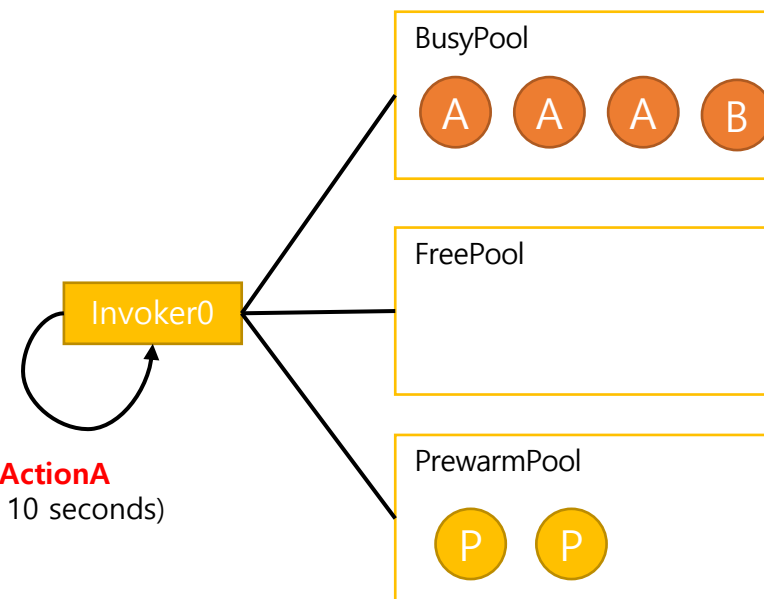 BusyPool
A A A B
FreePool
Invoker0
ActionA
10 seconds)
PrewarmPool
P P